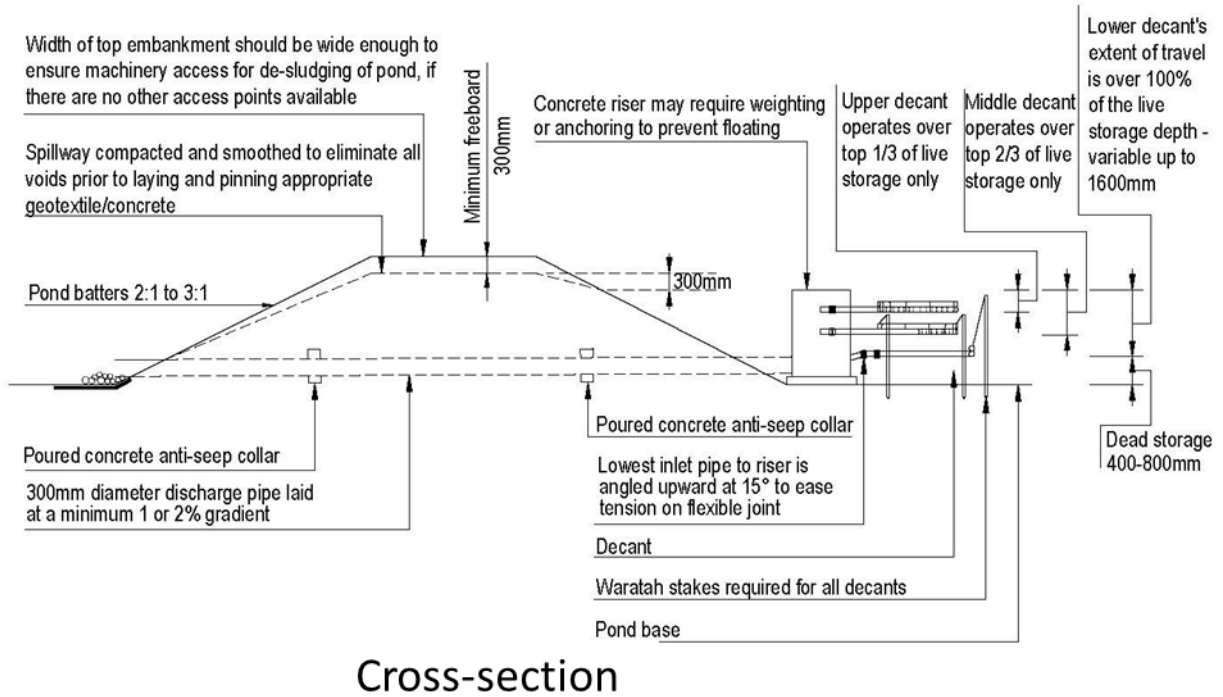 Width of top embankment should be wide enough to
ensure machinery access for de-sludging of pond, if
there are no other access points available
Spillway compacted and smoothed to eliminate all
voids prior to laying and pinning appropriate
geotextile/concrete
Pond batters 2:1 to 3:1
Minimum freeboard
300mm
300mm
Concrete riser may require weighting
or anchoring to prevent floating
Upper decant
operates over
top 1/3 of live
storage only
Middle decant
operates over
top 2/3 of live
storage only
Lower decant's
extent of travel
is over 100%
of the live
storage depth -
variable up to
1600mm
Poured concrete anti-seep collar
300mm diameter discharge pipe laid
at a minimum 1 or 2% gradient
Poured concrete anti-seep collar
Lowest inlet pipe to riser is
angled upward at 15° to ease
tension on flexible joint
Decant
Waratah stakes required for all decants
Pond base
Dead storage
400-800mm
Cross-section